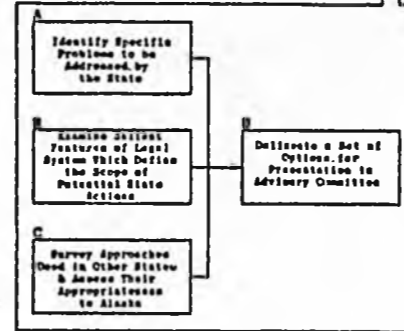 A
Identify Specific
Problems to be
Addressed by
the State
B
Examine Salient
Features of Legal
System Which Define
the Scope of
Potential State
Actions
C
Survey Approaches
Used in Other States
& Assess Their
Appropriateness
to Alaska
D
Delineate a Set of
Options for
Presentation to
Advisory Committee